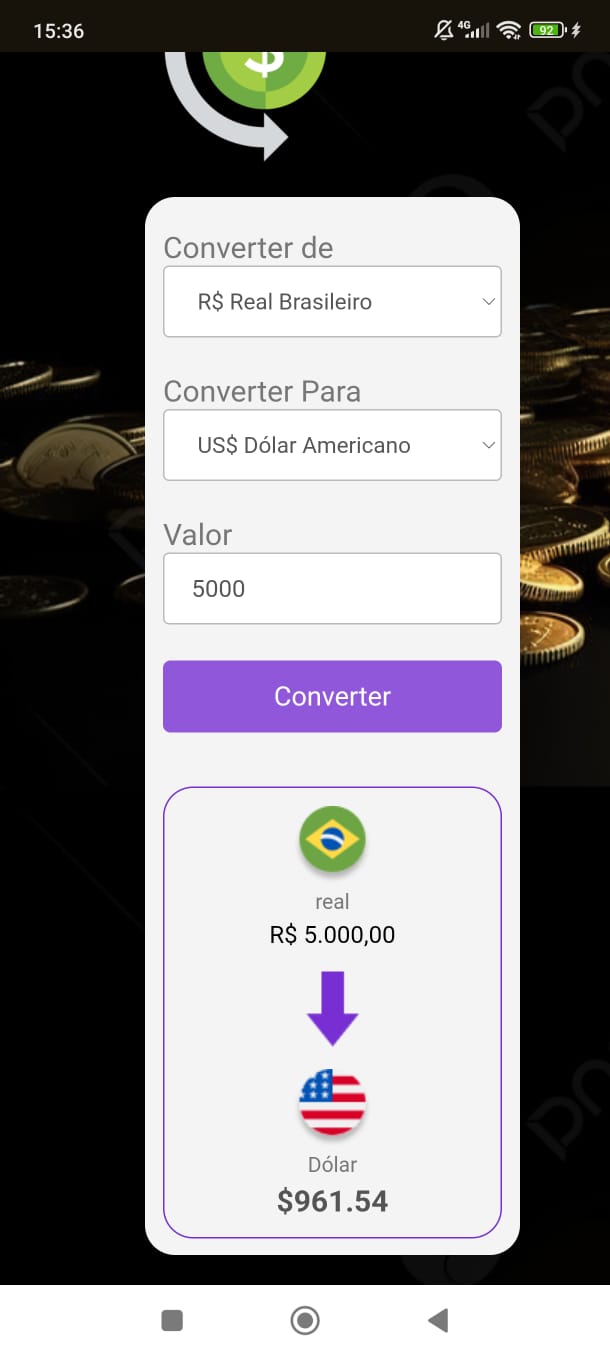 15:36
4G
92
$
Converter de
R$ Real Brasileiro
Converter Para
US$ Dólar Americano
Valor
5000
Converter
real
R$ 5.000,00
Dólar
$961.54